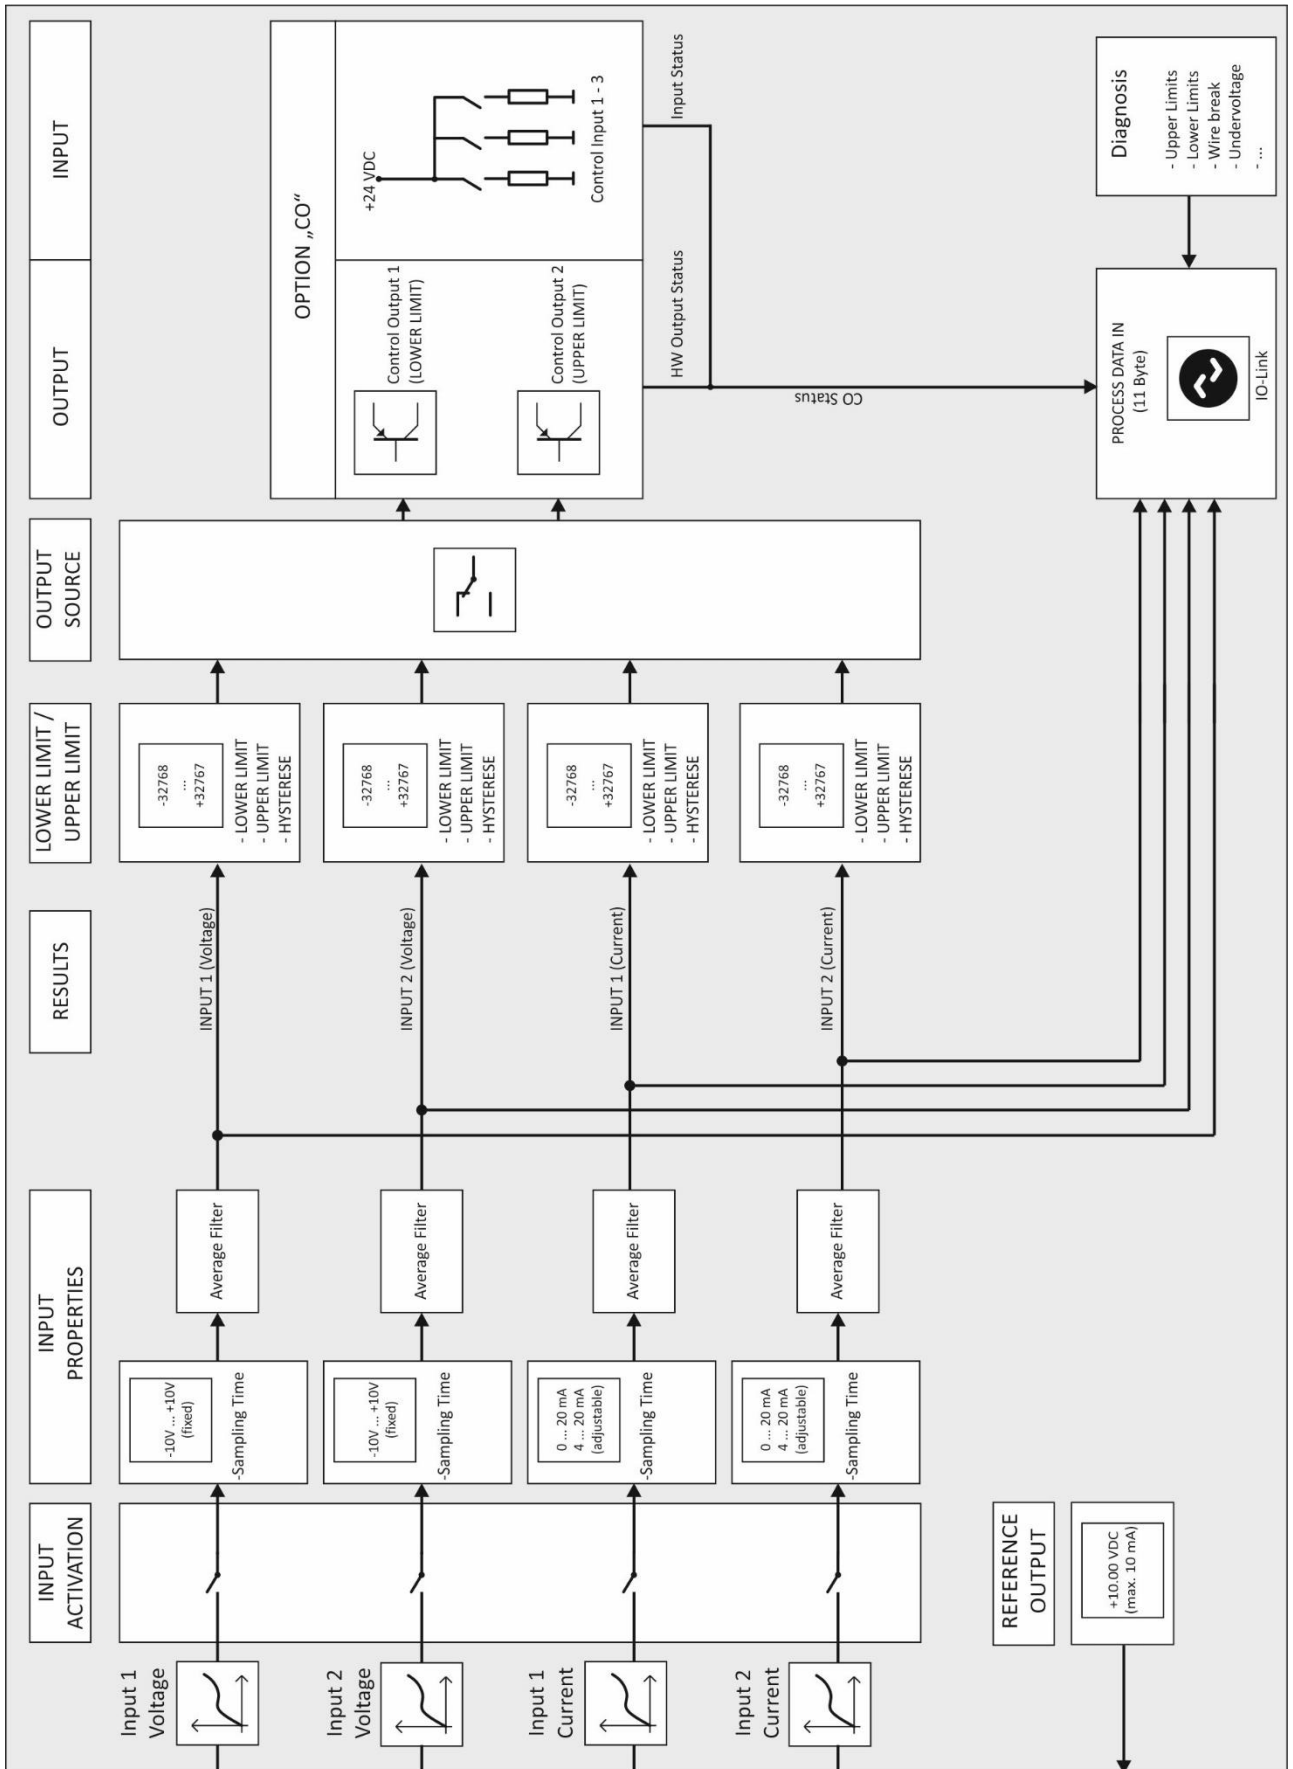 INPUT
ACTIVATION
INPUT
PROPERTIES
RESULTS
LOWER LIMIT /
UPPER LIMIT
OUTPUT
SOURCE
OUTPUT
INPUT
Input 1
Voltage
-10V ... +10V
(fixed)
-Sampling Time
Average Filter
INPUT 1 (Voltage)
-32768
...
+32767
- LOWER LIMIT
- UPPER LIMIT
- HYSTERESE
Input 2
Voltage
-10V ... +10V
(fixed)
-Sampling Time
Average Filter
INPUT 2 (Voltage)
-32768
...
+32767
- LOWER LIMIT
- UPPER LIMIT
- HYSTERESE
Input 1
Current
0 ... 20 mA
4 ... 20 mA
(adjustable)
-Sampling Time
Average Filter
INPUT 1 (Current)
-32768
...
+32767
- LOWER LIMIT
- UPPER LIMIT
- HYSTERESE
Input 2
Current
0 ... 20 mA
4 ... 20 mA
(adjustable)
-Sampling Time
Average Filter
INPUT 2 (Current)
-32768
...
+32767
- LOWER LIMIT
- UPPER LIMIT
- HYSTERESE
OPTION „CO“
Control Output 1
(LOWER LIMIT)
Control Output 2
(UPPER LIMIT)
+24 VDC
Control Input 1 - 3
HW Output Status
Input Status
CO Status
REFERENCE
OUTPUT
+10.00 VDC
(max. 10 mA)
PROCESS DATA IN
(11 Byte)
IO-Link
Diagnosis
- Upper Limits
- Lower Limits
- Wire break
- Undervoltage
- ...